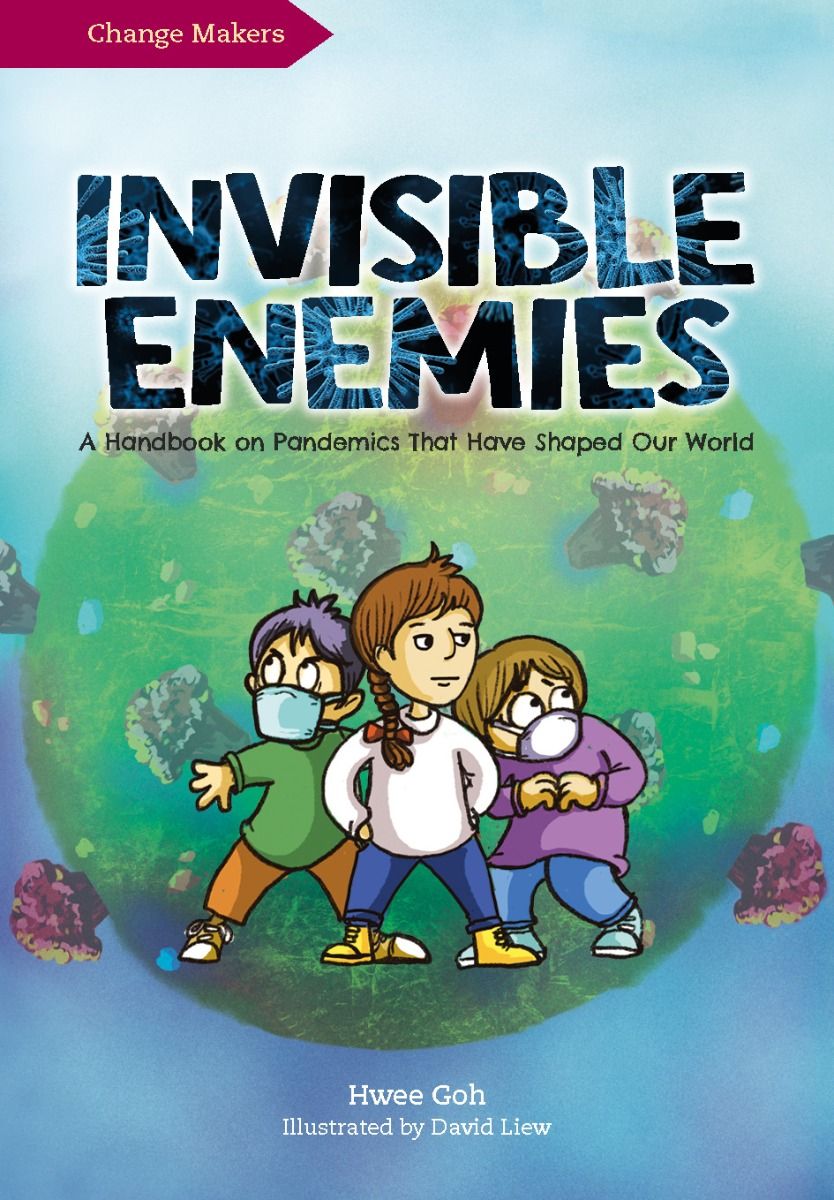 Change Makers
INVISIBLE
ENEMIES
A Handbook on Pandemics That Have Shaped Our World
Hwee Goh
Illustrated by David Liew